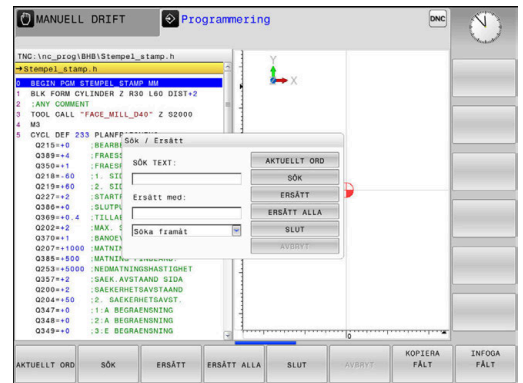 MANUELL DRIFT
Programmering
DNC
TNC:\nc_prog\BHB\Stempel_stamp.h
→Stempel_stamp.h
0 BEGIN PGM STEMPEL_STAMP MM
1 BLK FORM CYLINDER Z R30 L60 DIST+2
2 ;ANY COMMENT
3 TOOL CALL "FACE_MILL_D40" Z S2000
4 M3
5 CYCL DEF 233 PLANFRAESNING
Q215=+0 ;BEARB
Q389=+4 ;FRAES
Q350=+1 ;FRAES
Q218=-60 ;1. SID
Q219=+60 ;2. SID
Q227=+2 ;START
Q386=+0 ;SLUTPU
Q369=+0.4 ;TILLAE
Q202=+2 ;MAX. S
Q370=+1 ;BANOEV
Q207=+1000 ;MATNIN
Q385=+500 ;MATNING FINBEARB.
Q253=+5000 ;NEDMATNINGSHASTIGHET
Q357=+2 ;SAEK.AVSTAAND SIDA
Q200=+2 ;SAEKERHETSAVSTAAND
Q204=+50 ;2. SAEKERHETSAVST.
Q347=+0 ;1:A BEGRAENSNING
Q348=+0 ;2:A BEGRAENSNING
Q349=+0 ;3:E BEGRAENSNING
Sök / Ersätt
SÖK TEXT:
Ersätt med:
Söka framåt
AKTUELLT ORD
SÖK
ERSÄTT
ERSÄTT ALLA
SLUT
AVBRYT
Y
X
0
AKTUELLT ORD
SÖK
ERSÄTT
ERSÄTT ALLA
SLUT
AVBRYT
KOPIERA FÄLT
INFOGA FÄLT